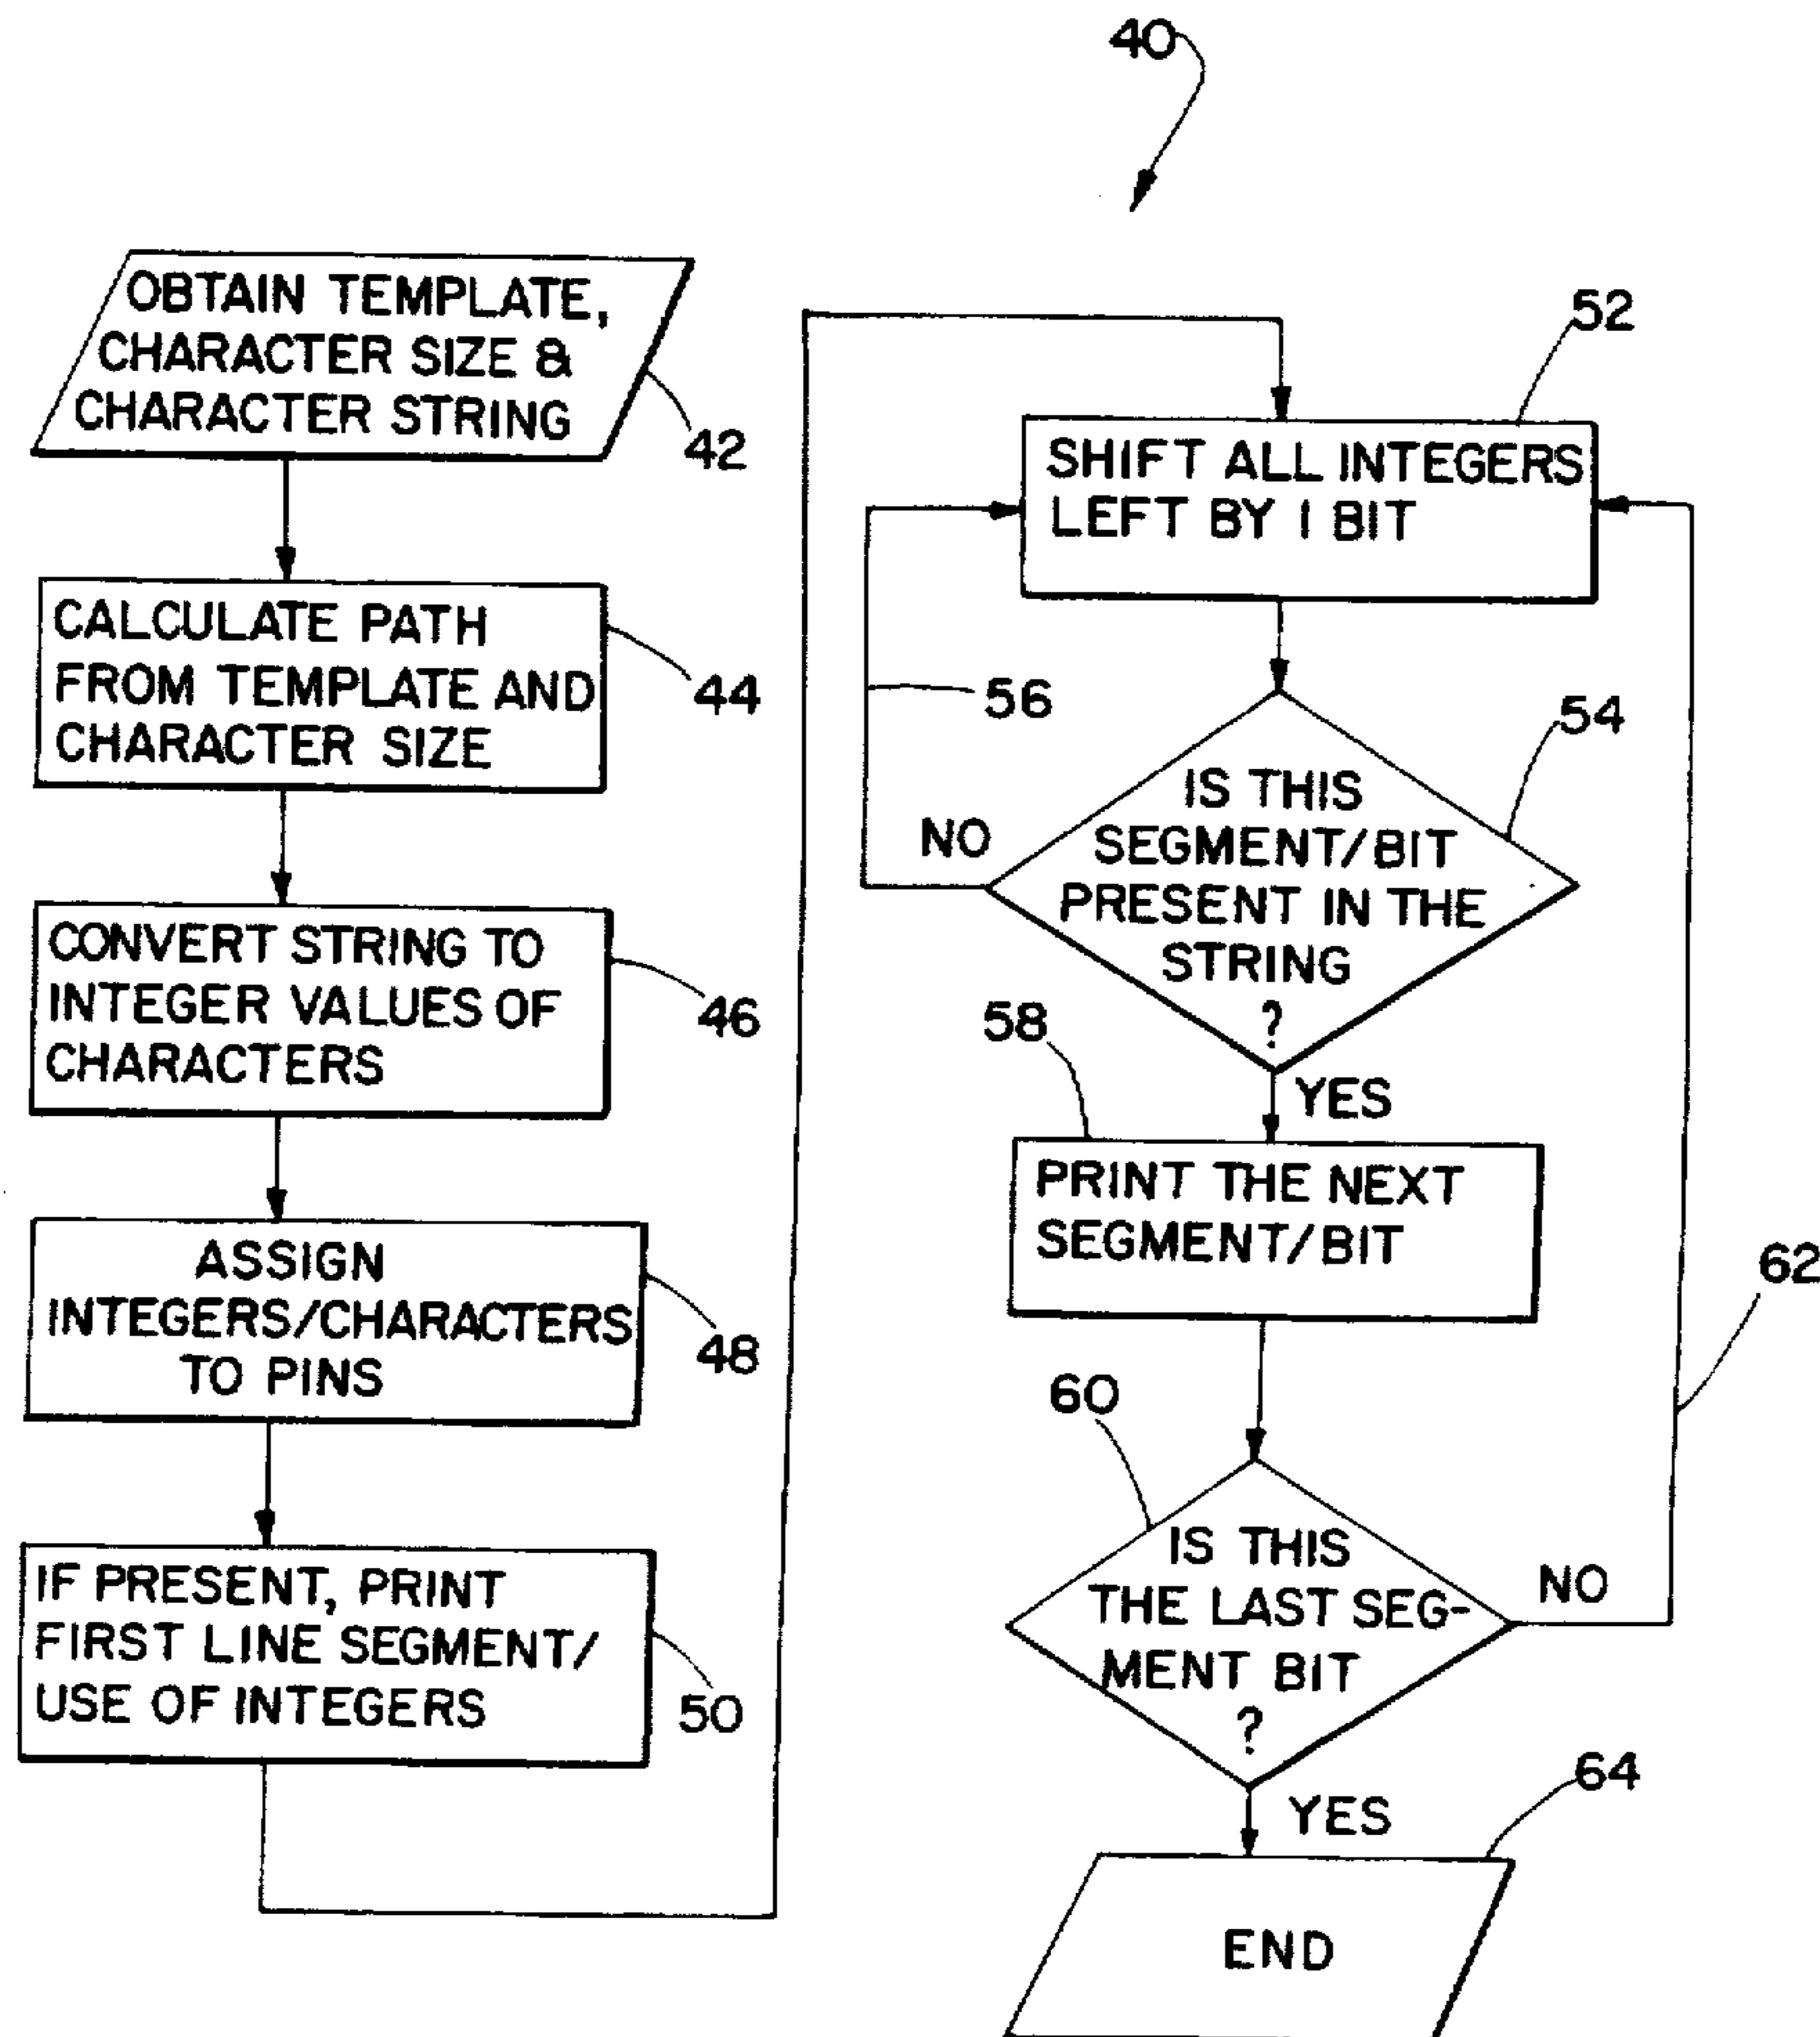 40
OBTAIN TEMPLATE,
CHARACTER SIZE &
CHARACTER STRING
42
CALCULATE PATH
FROM TEMPLATE AND
CHARACTER SIZE
44
CONVERT STRING TO
INTEGER VALUES OF
CHARACTERS
46
ASSIGN
INTEGERS/CHARACTERS
TO PINS
48
IF PRESENT, PRINT
FIRST LINE SEGMENT/
USE OF INTEGERS
50
52
SHIFT ALL INTEGERS
LEFT BY 1 BIT
56
54
IS THIS
SEGMENT/BIT
PRESENT IN THE
STRING
?
NO
YES
58
PRINT THE NEXT
SEGMENT/BIT
62
60
IS THIS
THE LAST SEG-
MENT BIT
?
NO
YES
64
END